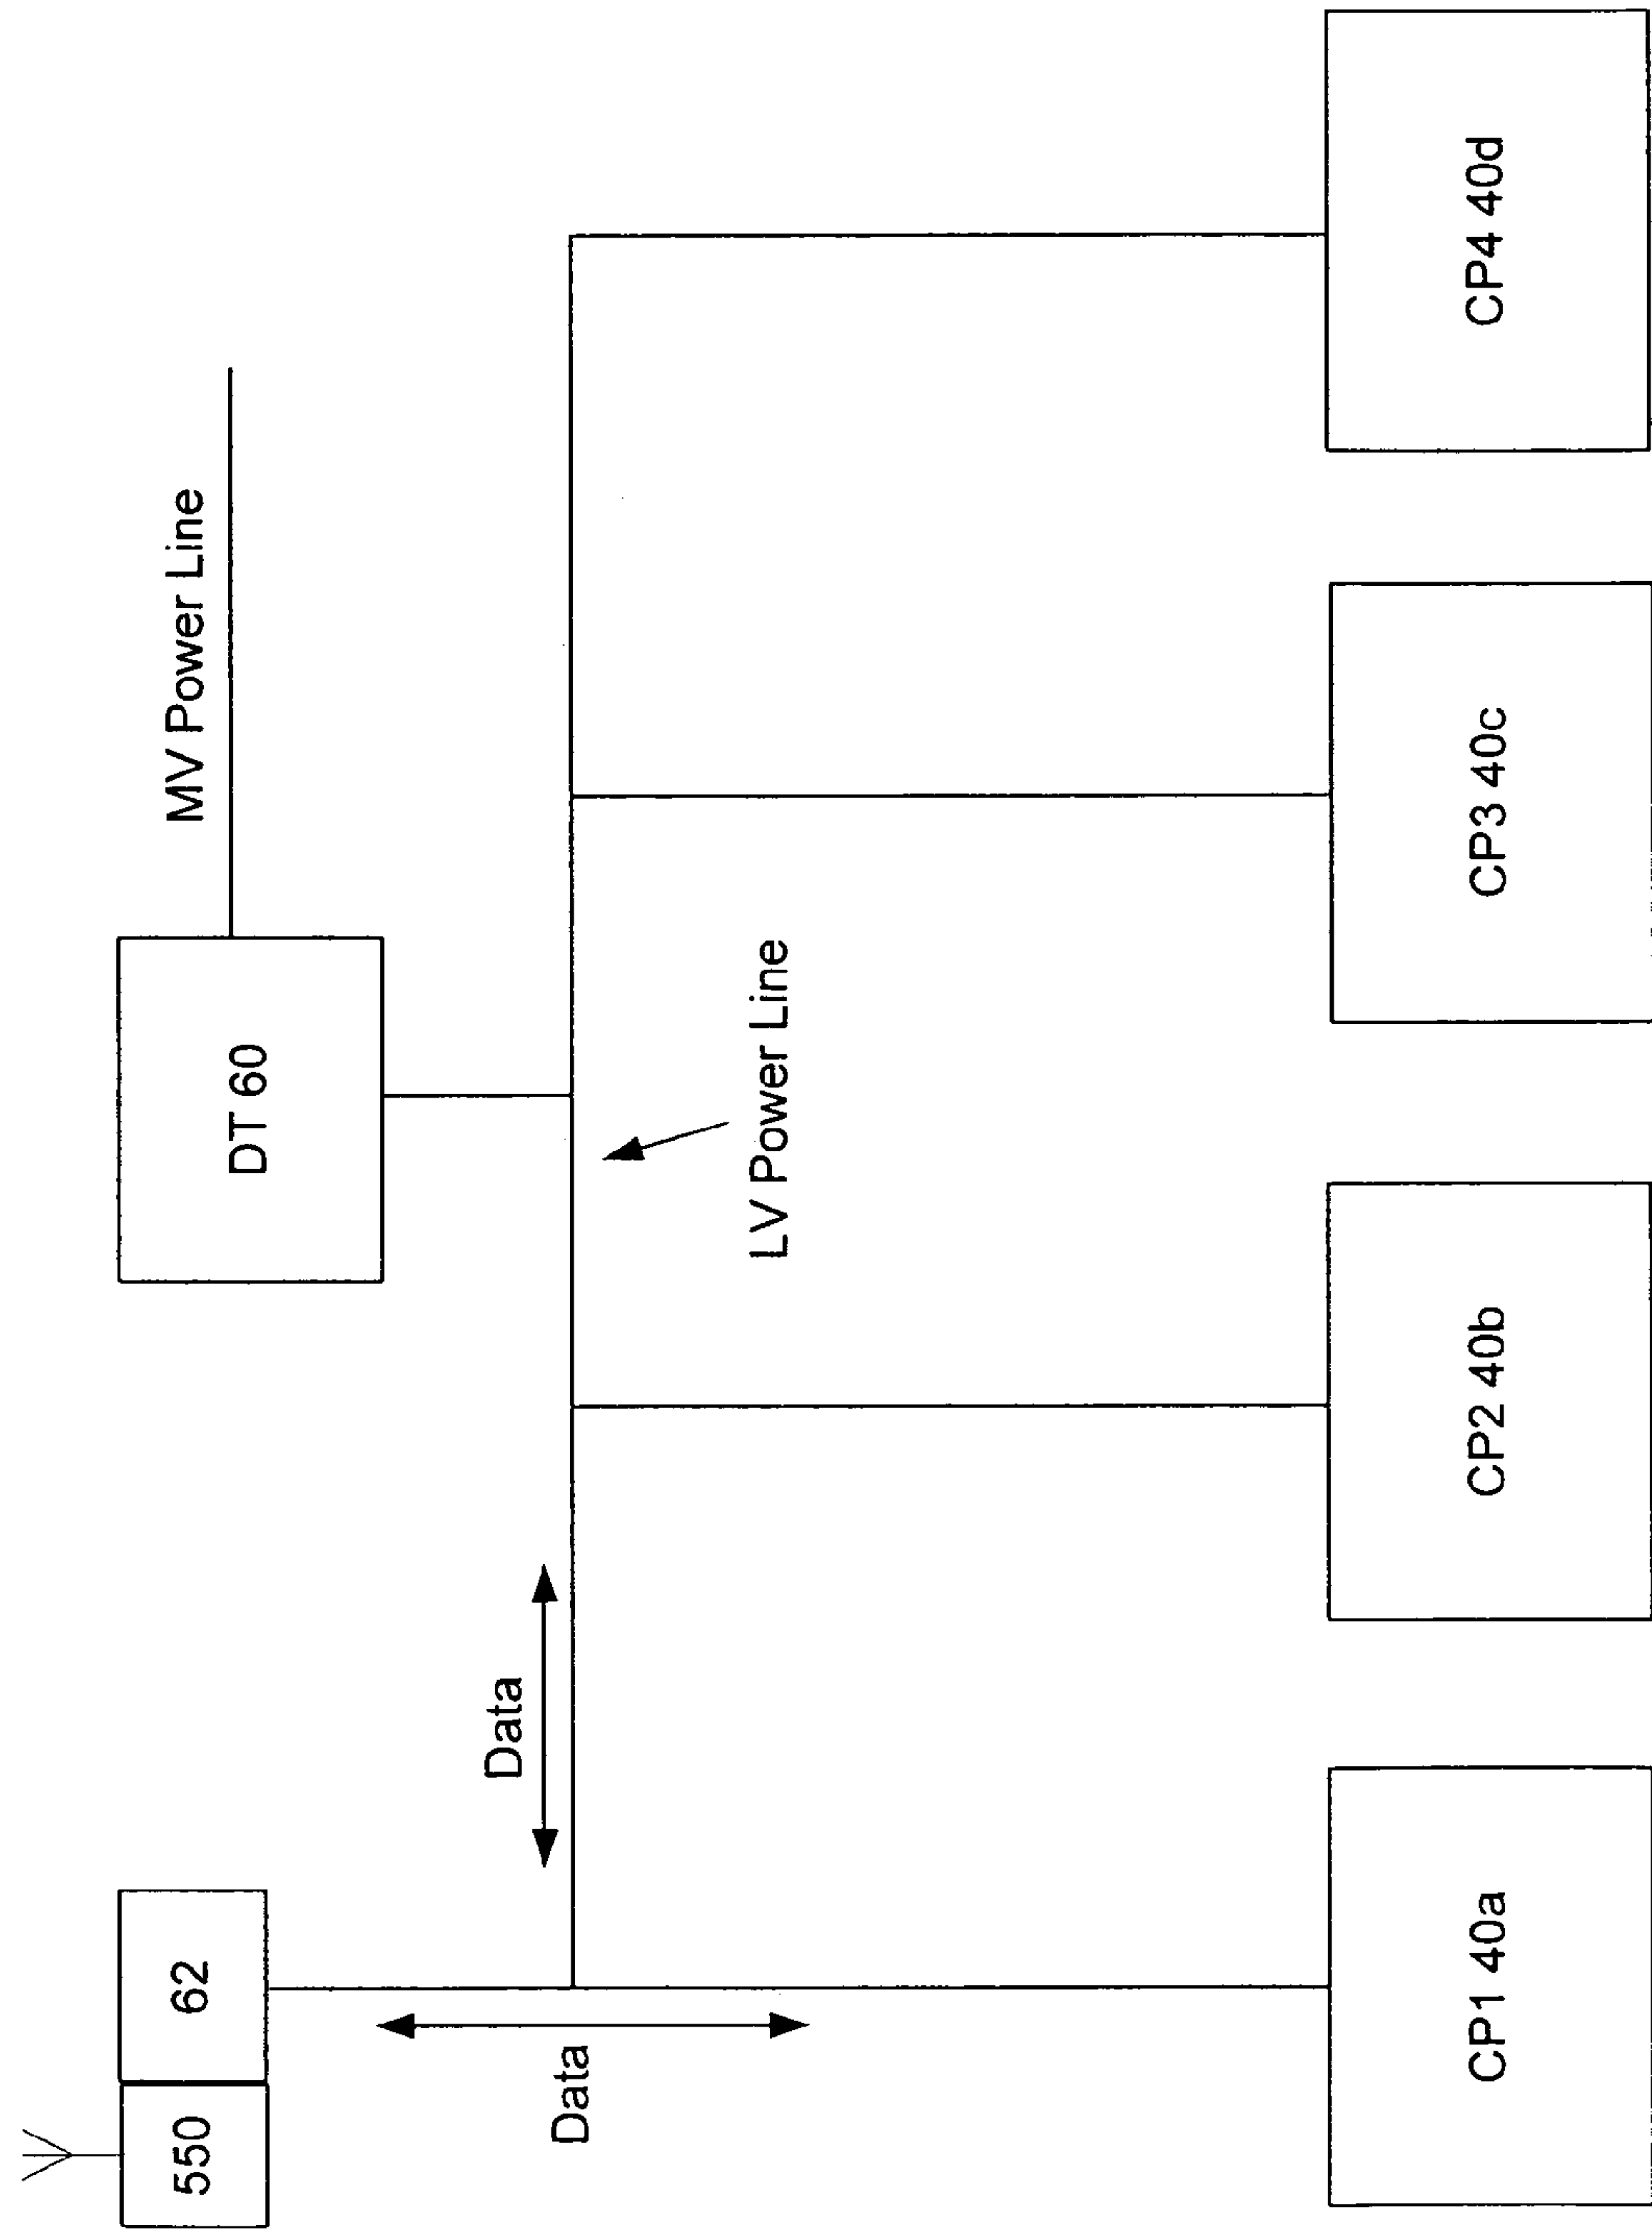 MV Power Line
DT 60
62
550
Data
Data
LV Power Line
CP1 40a
CP2 40b
CP3 40c
CP4 40d